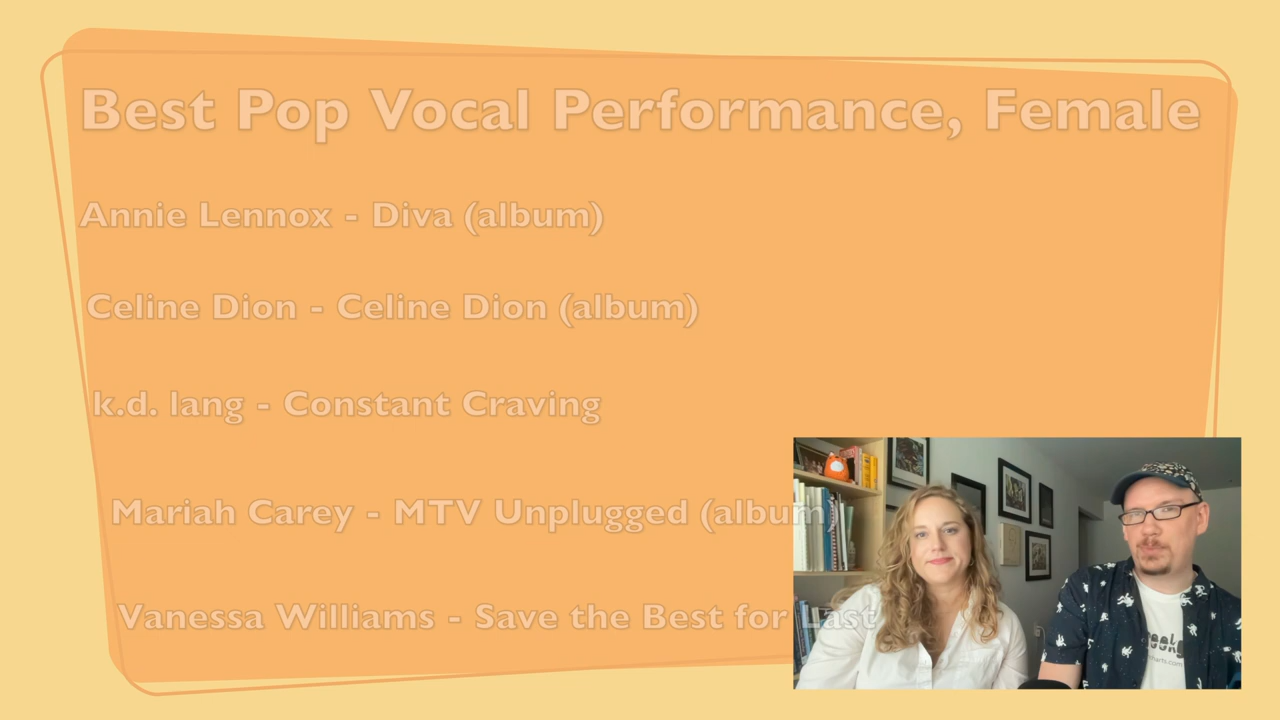 Best Pop Vocal Performance, Female
Annie Lennox - Diva (album)
Celine Dion - Celine Dion (album)
k.d. lang - Constant Craving
Mariah Carey - MTV Unplugged (album)
Vanessa Williams - Save the Best for Last